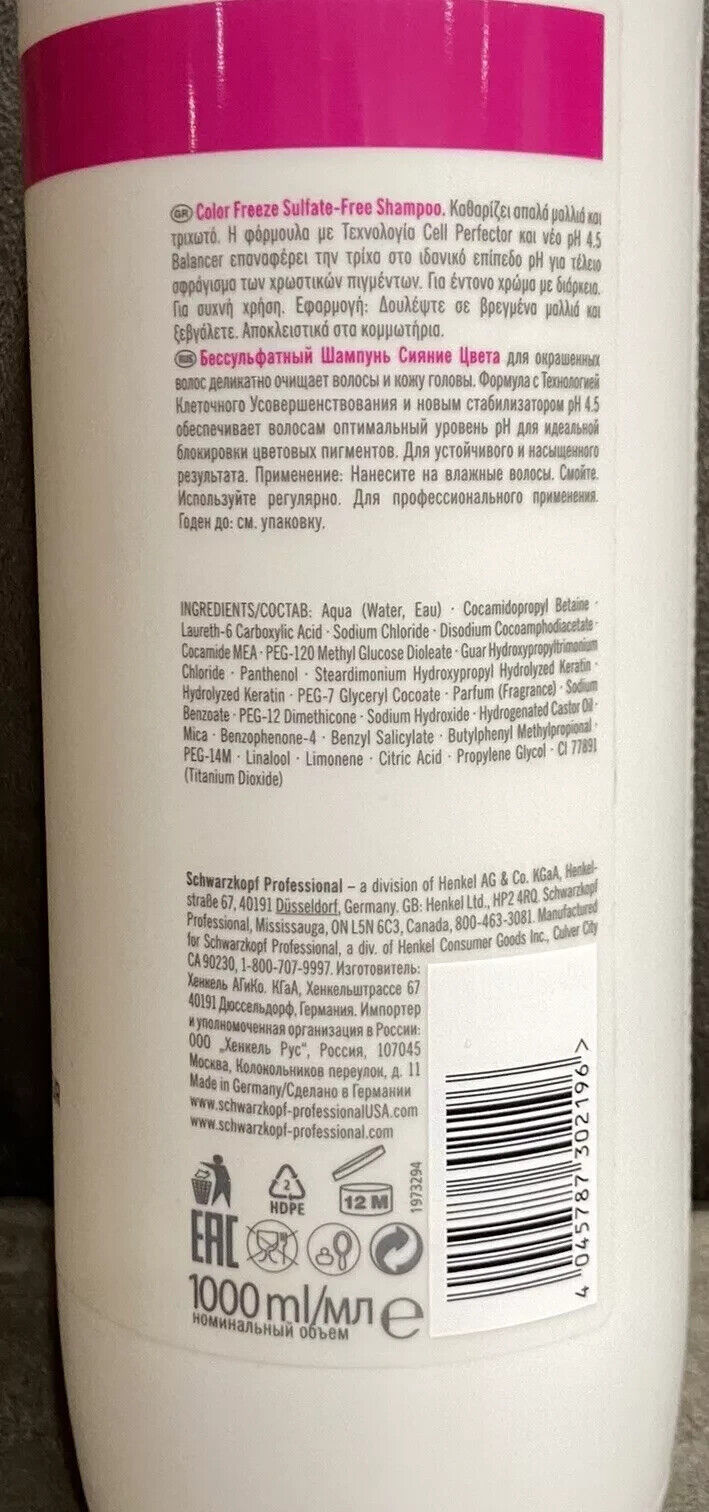 GR Color Freeze Sulfate-Free Shampoo. Καθαρίζει απαλά μαλλιά και
τριχωτό. Η φόρμουλα με Τεχνολογία Cell Perfector και νέο pH 4.5
Balancer επαναφέρει την τρίχα στο ιδανικό επίπεδο pH για τέλειο
σφράγισμα των χρωστικών πιγμέντων. Για έντονο χρώμα με διάρκεια.
Για συχνή χρήση. Εφαρμογή: Δουλέψτε σε βρεγμένα μαλλιά και
ξεβγάλετε. Αποκλειστικά στα κομμωτήρια.
RUS Бессульфатный Шампунь Сияние Цвета для окрашенных
волос деликатно очищает волосы и кожу головы. Формула с Технологией
Клеточного Усовершенствования и новым стабилизатором pH 4.5
обеспечивает волосам оптимальный уровень pH для идеальной
блокировки цветовых пигментов. Для устойчивого и насыщенного
результата. Применение: Нанесите на влажные волосы. Смойте.
Используйте регулярно. Для профессионального применения.
Годен до: см. упаковку.
INGREDIENTS/СОСТАВ: Aqua (Water, Eau) · Cocamidopropyl Betaine ·
Laureth-6 Carboxylic Acid · Sodium Chloride · Disodium Cocoamphodiacetate ·
Cocamide MEA · PEG-120 Methyl Glucose Dioleate · Guar Hydroxypropyltrimonium
Chloride · Panthenol · Steardimonium Hydroxypropyl Hydrolyzed Keratin ·
Hydrolyzed Keratin · PEG-7 Glyceryl Cocoate · Parfum (Fragrance) · Sodium
Benzoate · PEG-12 Dimethicone · Sodium Hydroxide · Hydrogenated Castor Oil ·
Mica · Benzophenone-4 · Benzyl Salicylate · Butylphenyl Methylpropional ·
PEG-14M · Linalool · Limonene · Citric Acid · Propylene Glycol · CI 77891
(Titanium Dioxide)
Schwarzkopf Professional – a division of Henkel AG & Co. KGaA, Henkel-
straße 67, 40191 Düsseldorf, Germany. GB: Henkel Ltd., HP2 4RQ. Schwarzkopf
Professional, Mississauga, ON L5N 6C3, Canada, 800-463-3081. Manufactured
for Schwarzkopf Professional, a div. of Henkel Consumer Goods Inc., Culver City
CA 90230, 1-800-707-9997. Изготовитель:
Хенкель АГиКо. КГаА, Хенкельштрассе 67
40191 Дюссельдорф, Германия. Импортер
и уполномоченная организация в России:
ООО „Хенкель Рус“, Россия, 107045
Москва, Колокольников переулок, д. 11
Made in Germany/Сделано в Германии
www.schwarzkopf-professionalUSA.com
www.schwarzkopf-professional.com
2
HDPE
12 M
1973294
EAC
1000 ml/мл e
номинальный объем
4 045787 302196 >